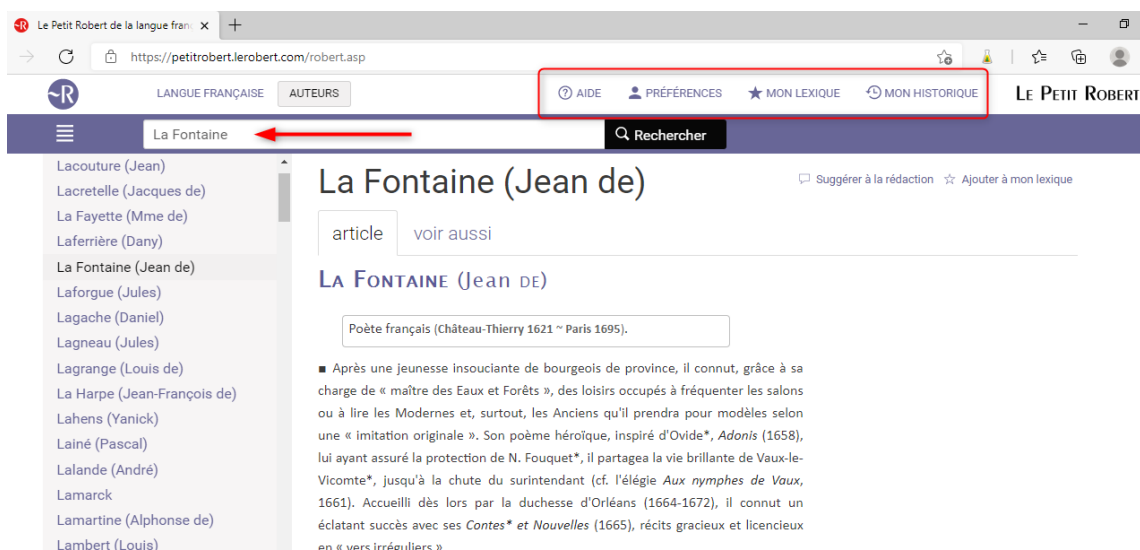 Le Petit Robert de la langue fran
https://petitrobert.lerobert.com/robert.asp
R LANGUE FRANÇAISE AUTEURS AIDE PRÉFÉRENCES MON LEXIQUE MON HISTORIQUE LE PETIT ROBERT
La Fontaine Rechercher
Lacouture (Jean)
Lacretelle (Jacques de)
La Fayette (Mme de)
Laferrière (Dany)
La Fontaine (Jean de)
Laforgue (Jules)
Lagache (Daniel)
Lagneau (Jules)
Lagrange (Louis de)
La Harpe (Jean-François de)
Lahens (Yanick)
Lainé (Pascal)
Lalande (André)
Lamarck
Lamartine (Alphonse de)
Lambert (Louis)
La Fontaine (Jean de)
Suggérer à la rédaction Ajouter à mon lexique
article voir aussi
LA FONTAINE (Jean DE)
Poète français (Château-Thierry 1621 ~ Paris 1695).
■ Après une jeunesse insouciante de bourgeois de province, il connut, grâce à sa
charge de « maître des Eaux et Forêts », des loisirs occupés à fréquenter les salons
ou à lire les Modernes et, surtout, les Anciens qu'il prendra pour modèles selon
une « imitation originale ». Son poème héroïque, inspiré d'Ovide*, Adonis (1658),
lui ayant assuré la protection de N. Fouquet*, il partagea la vie brillante de Vaux-le-
Vicomte*, jusqu'à la chute du surintendant (cf. l'élégie Aux nymphes de Vaux,
1661). Accueilli dès lors par la duchesse d'Orléans (1664-1672), il connut un
éclatant succès avec ses Contes* et Nouvelles (1665), récits gracieux et licencieux
en « vers irréguliers ».